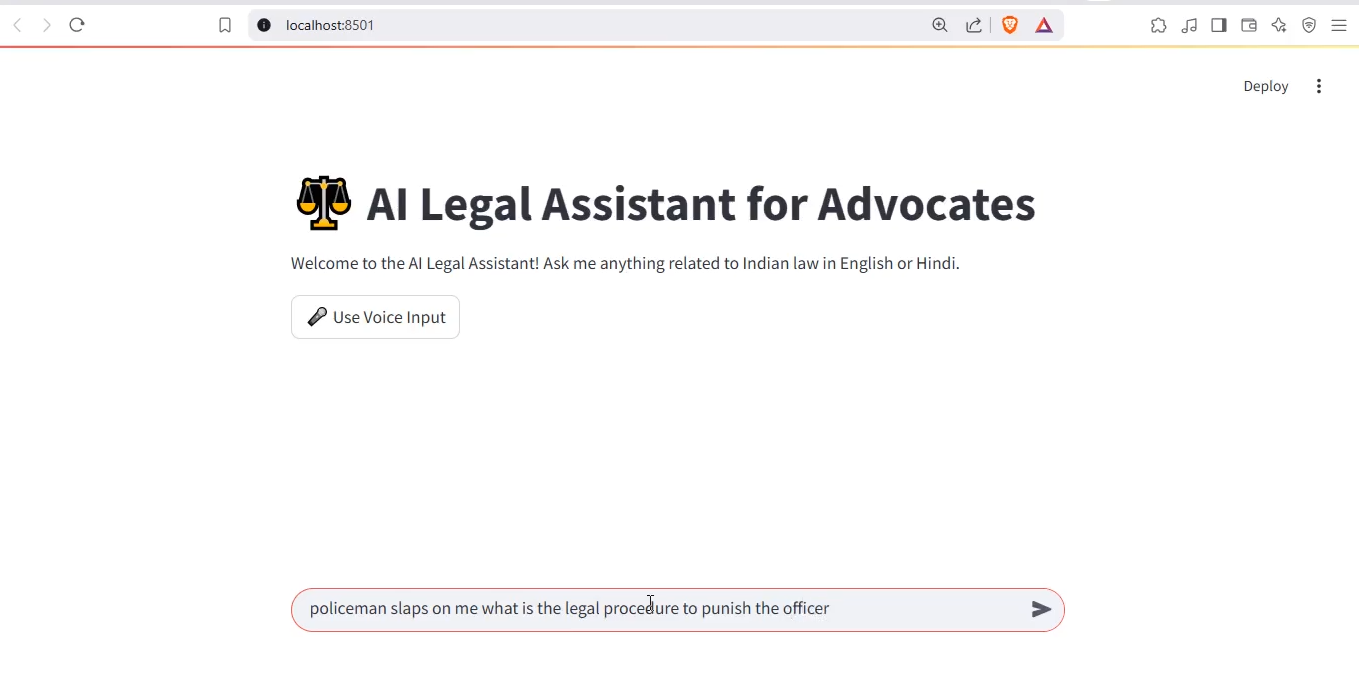 localhost:8501
Deploy
AI Legal Assistant for Advocates
Welcome to the AI Legal Assistant! Ask me anything related to Indian law in English or Hindi.
Use Voice Input
policeman slaps on me what is the legal procedure to punish the officer